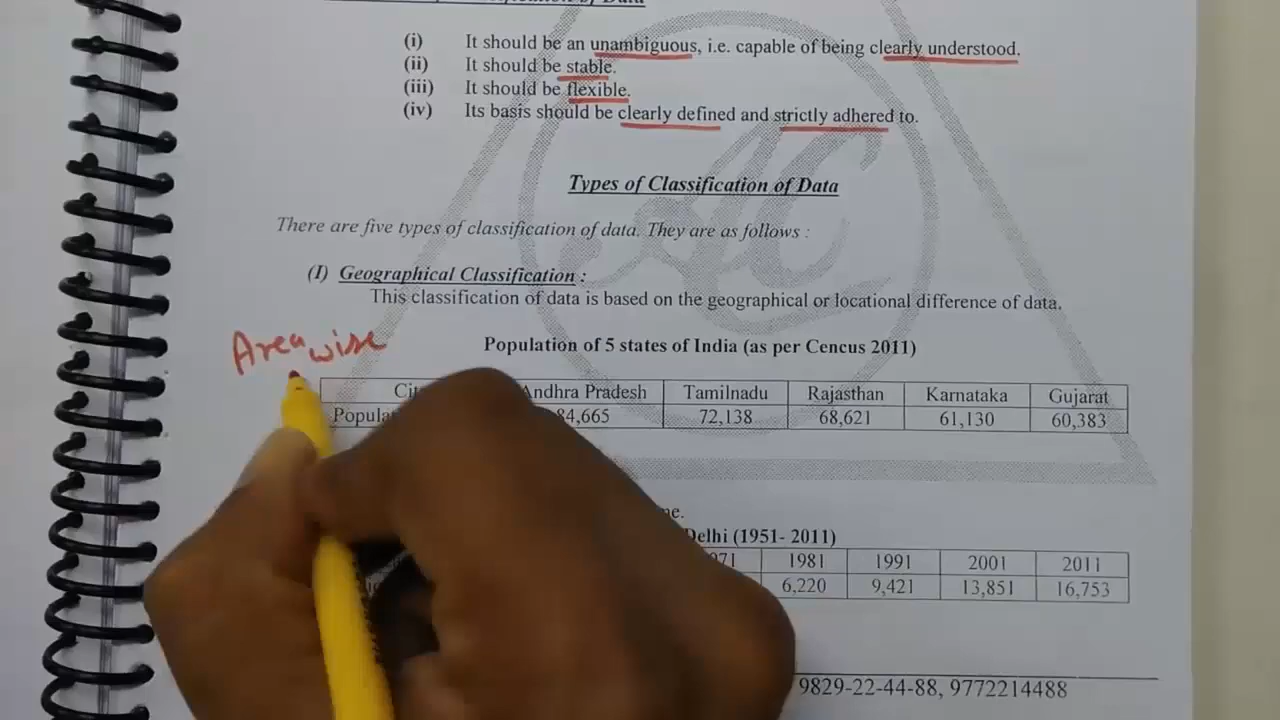 (i) It should be an unambiguous, i.e. capable of being clearly understood.
(ii) It should be stable.
(iii) It should be flexible.
(iv) Its basis should be clearly defined and strictly adhered to.
Types of Classification of Data
There are five types of classification of data. They are as follows :
(I) Geographical Classification :
This classification of data is based on the geographical or locational difference of data.
Area wise
Population of 5 states of India (as per Cencus 2011)
Andhra Pradesh Tamilnadu Rajasthan Karnataka Gujarat
84,665 72,138 68,621 61,130 60,383
Delhi (1951- 2011)
1981 1991 2001 2011
6,220 9,421 13,851 16,753
9829-22-44-88, 9772214488